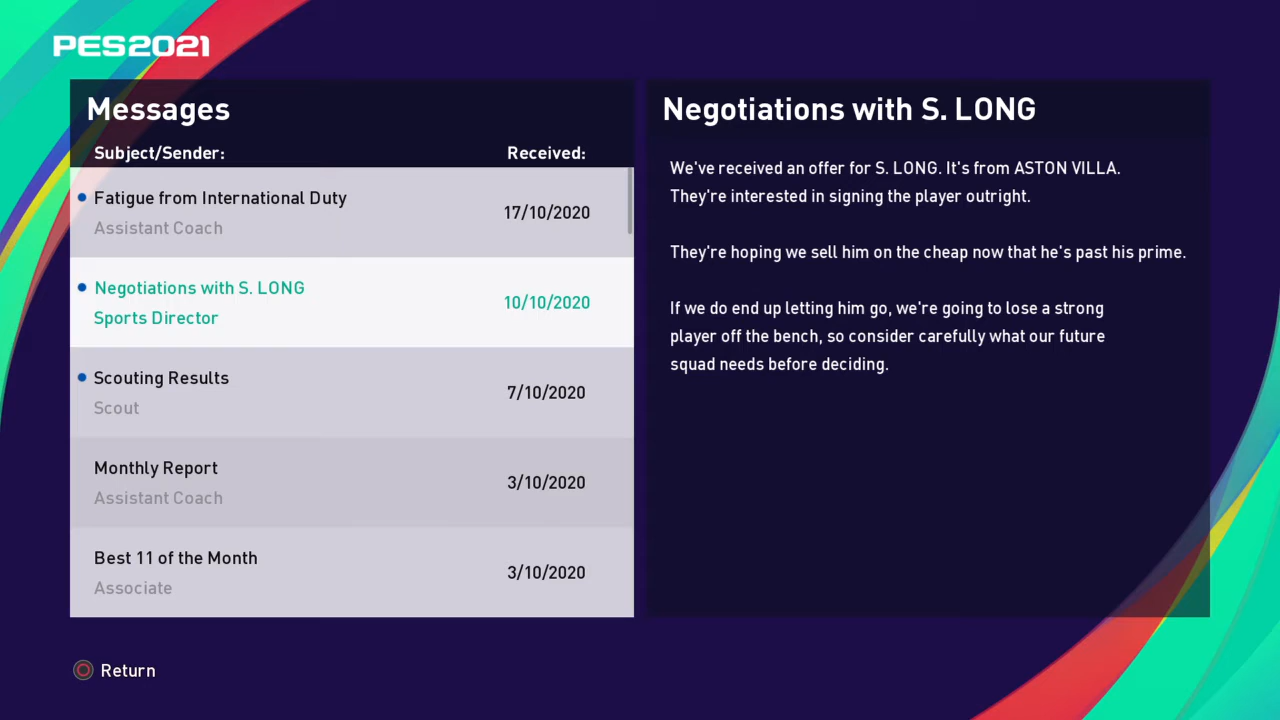 PES2021
Messages
Subject/Sender:
Received:
Fatigue from International Duty
Assistant Coach
17/10/2020
Negotiations with S. LONG
Sports Director
10/10/2020
Scouting Results
Scout
7/10/2020
Monthly Report
Assistant Coach
3/10/2020
Best 11 of the Month
Associate
3/10/2020
Negotiations with S. LONG
We've received an offer for S. LONG. It's from ASTON VILLA.
They're interested in signing the player outright.
They're hoping we sell him on the cheap now that he's past his prime.
If we do end up letting him go, we're going to lose a strong
player off the bench, so consider carefully what our future
squad needs before deciding.
Return